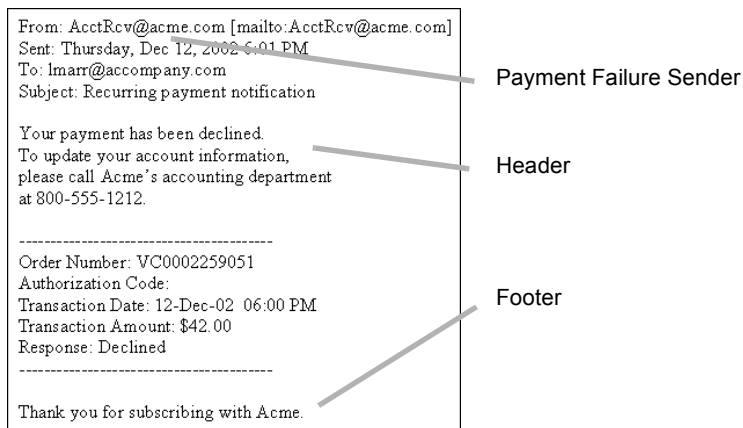 From: AcctRcv@acme.com [mailto:AcctRcv@acme.com]
Sent: Thursday, Dec 12, 2002 6:01 PM
To: lmarr@accompany.com
Subject: Recurring payment notification
Your payment has been declined.
To update your account information,
please call Acme's accounting department
at 800-555-1212.
-----------------------------------------
Order Number: VC0002259051
Authorization Code:
Transaction Date: 12-Dec-02 06:00 PM
Transaction Amount: $42.00
Response: Declined
-----------------------------------------
Thank you for subscribing with Acme.
Payment Failure Sender
Header
Footer